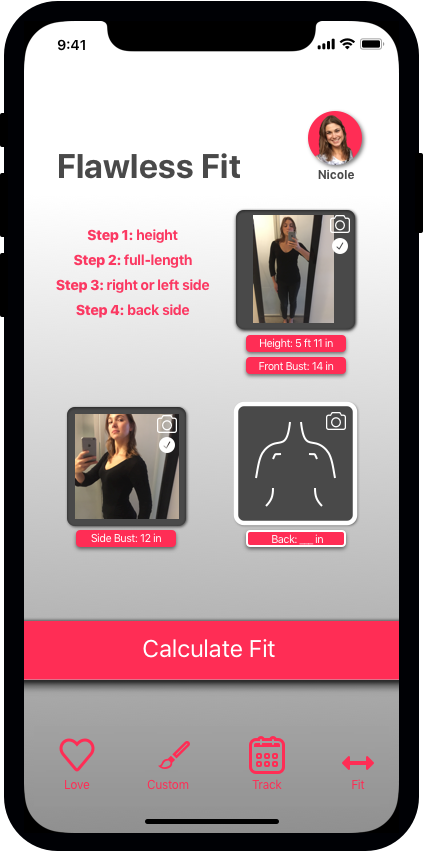 9:41
Nicole
Flawless Fit
Step 1: height
Step 2: full-length
Step 3: right or left side
Step 4: back side
Height: 5 ft 11 in
Front Bust: 14 in
Side Bust: 12 in
Back: ___ in
Calculate Fit
Love
Custom
Track
Fit